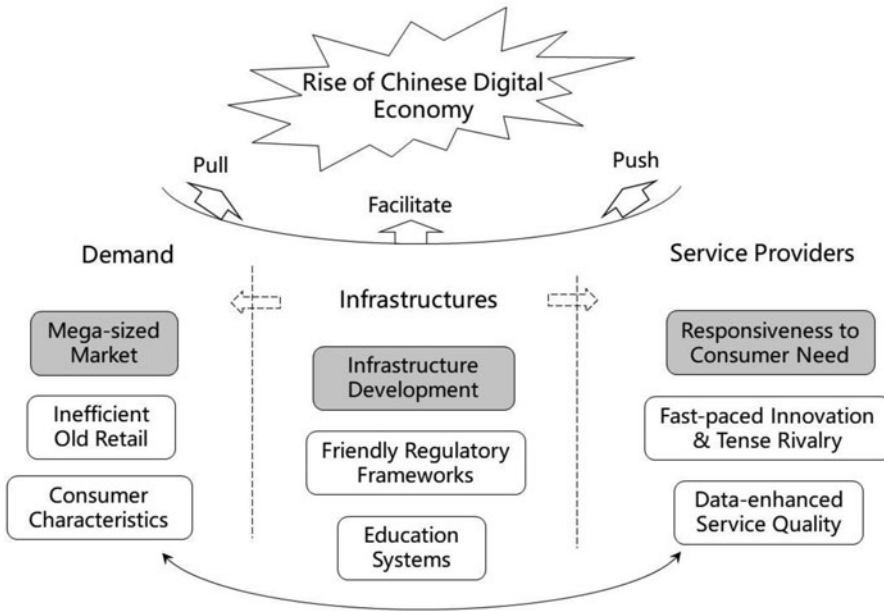 Rise of Chinese Digital
Economy
Pull
Push
Facilitate
Demand
Service Providers
Infrastructures
Mega-sized
Market
Inefficient
Old Retail
Consumer
Characteristics
Infrastructure
Development
Friendly Regulatory
Frameworks
Education
Systems
Responsiveness to
Consumer Need
Fast-paced Innovation
& Tense Rivalry
Data-enhanced
Service Quality